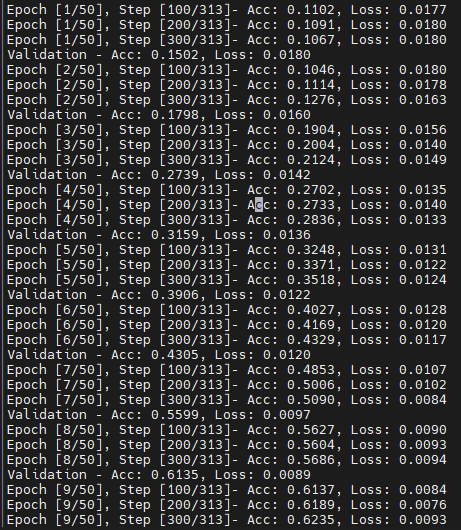 Epoch [1/50], Step [100/313]- Acc: 0.1102, Loss: 0.0177
Epoch [1/50], Step [200/313]- Acc: 0.1091, Loss: 0.0180
Epoch [1/50], Step [300/313]- Acc: 0.1067, Loss: 0.0180
Validation - Acc: 0.1502, Loss: 0.0180
Epoch [2/50], Step [100/313]- Acc: 0.1046, Loss: 0.0180
Epoch [2/50], Step [200/313]- Acc: 0.1114, Loss: 0.0178
Epoch [2/50], Step [300/313]- Acc: 0.1276, Loss: 0.0163
Validation - Acc: 0.1798, Loss: 0.0160
Epoch [3/50], Step [100/313]- Acc: 0.1904, Loss: 0.0156
Epoch [3/50], Step [200/313]- Acc: 0.2004, Loss: 0.0140
Epoch [3/50], Step [300/313]- Acc: 0.2124, Loss: 0.0149
Validation - Acc: 0.2739, Loss: 0.0142
Epoch [4/50], Step [100/313]- Acc: 0.2702, Loss: 0.0135
Epoch [4/50], Step [200/313]- Acc: 0.2733, Loss: 0.0140
Epoch [4/50], Step [300/313]- Acc: 0.2836, Loss: 0.0133
Validation - Acc: 0.3159, Loss: 0.0136
Epoch [5/50], Step [100/313]- Acc: 0.3248, Loss: 0.0131
Epoch [5/50], Step [200/313]- Acc: 0.3371, Loss: 0.0122
Epoch [5/50], Step [300/313]- Acc: 0.3518, Loss: 0.0124
Validation - Acc: 0.3906, Loss: 0.0122
Epoch [6/50], Step [100/313]- Acc: 0.4027, Loss: 0.0128
Epoch [6/50], Step [200/313]- Acc: 0.4169, Loss: 0.0120
Epoch [6/50], Step [300/313]- Acc: 0.4329, Loss: 0.0117
Validation - Acc: 0.4305, Loss: 0.0120
Epoch [7/50], Step [100/313]- Acc: 0.4853, Loss: 0.0107
Epoch [7/50], Step [200/313]- Acc: 0.5006, Loss: 0.0102
Epoch [7/50], Step [300/313]- Acc: 0.5090, Loss: 0.0084
Validation - Acc: 0.5599, Loss: 0.0097
Epoch [8/50], Step [100/313]- Acc: 0.5627, Loss: 0.0090
Epoch [8/50], Step [200/313]- Acc: 0.5604, Loss: 0.0093
Epoch [8/50], Step [300/313]- Acc: 0.5686, Loss: 0.0094
Validation - Acc: 0.6135, Loss: 0.0089
Epoch [9/50], Step [100/313]- Acc: 0.6137, Loss: 0.0084
Epoch [9/50], Step [200/313]- Acc: 0.6189, Loss: 0.0076
Epoch [9/50], Step [300/313]- Acc: 0.6235, Loss: 0.0093